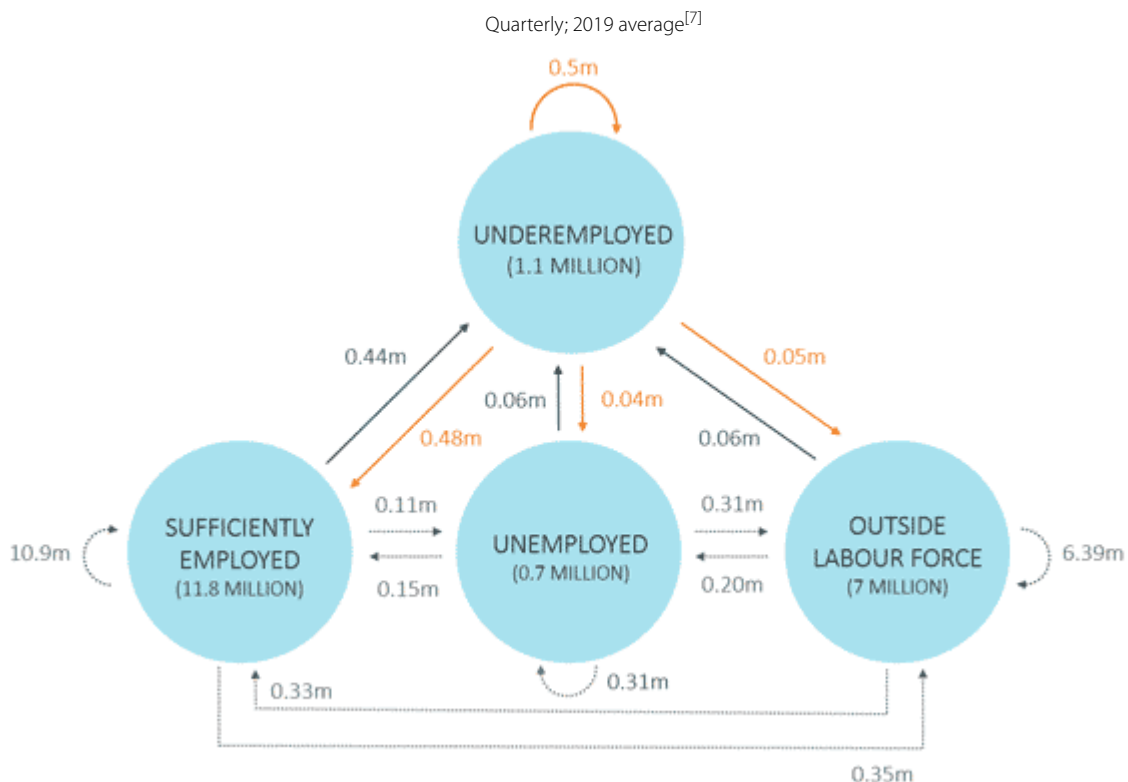 Quarterly; 2019 average[7]
0.5m
UNDEREMPLOYED
(1.1 MILLION)
0.44m
0.05m
0.06m
0.04m
0.48m
0.06m
0.11m
0.31m
SUFFICIENTLY
EMPLOYED
(11.8 MILLION)
UNEMPLOYED
(0.7 MILLION)
OUTSIDE
LABOUR FORCE
(7 MILLION)
10.9m
6.39m
0.15m
0.20m
0.33m
0.31m
0.35m